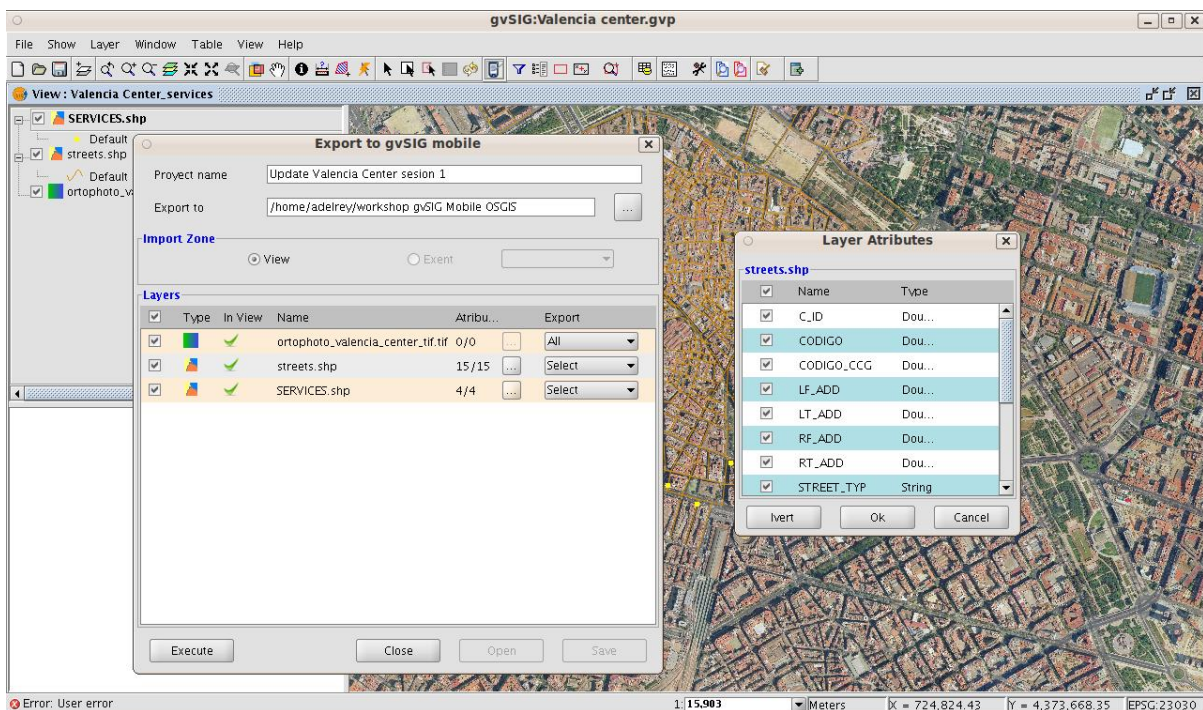 gvSIG:Valencia center.gvp
File Show Layer Window Table View Help
View : Valencia Center_services
SERVICES.shp
Default
streets.shp
Default
ortophoto_v
Export to gvSIG mobile
Proyect name
Update Valencia Center sesion 1
Export to
/home/adelrey/workshop gvSIG Mobile OSGIS
...
Import Zone
View
Exent
Layers
Type In View Name Atribu... Export
ortophoto_valencia_center_tif.tif 0/0 ... All
streets.shp 15/15 ... Select
SERVICES.shp 4/4 ... Select
Execute Close Open Save
Layer Atributes
streets.shp
Name Type
C_ID Dou...
CODIGO Dou...
CODIGO_CCG Dou...
LF_ADD Dou...
LT_ADD Dou...
RF_ADD Dou...
RT_ADD Dou...
STREET_TYP String
Ivert Ok Cancel
Error: User error
1: 15,903 Meters X = 724,824.43 Y = 4,373,668.35 EPSG:23030